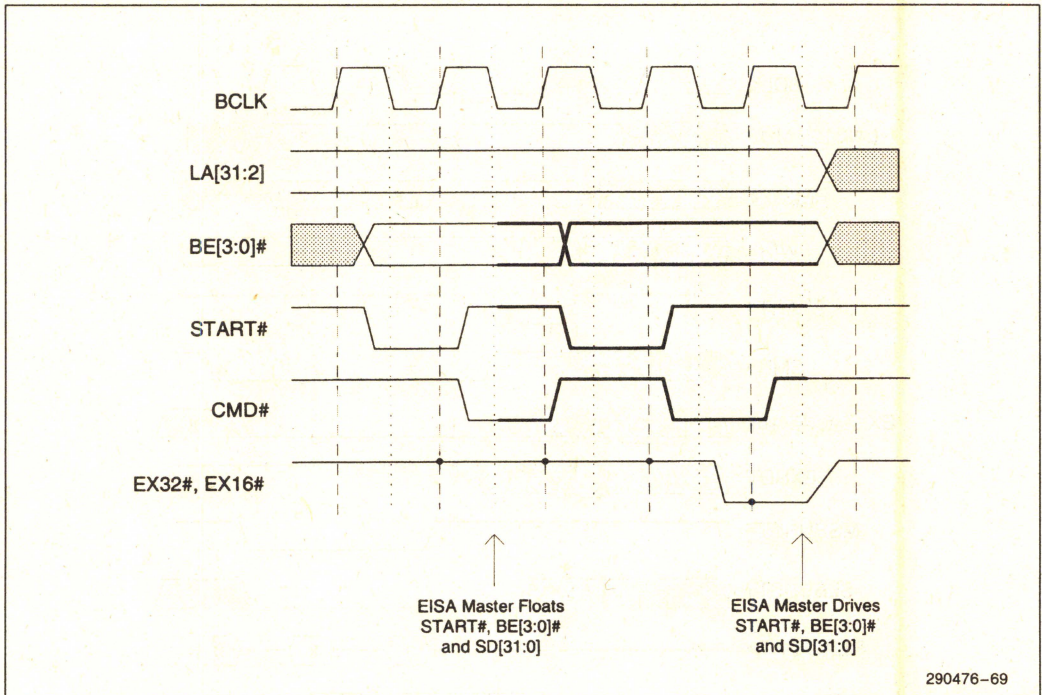 BCLK
LA[31:2]
BE[3:0]#
START#
CMD#
EX32#, EX16#
EISA Master Floats
START#, BE[3:0]#
and SD[31:0]
EISA Master Drives
START#, BE[3:0]#
and SD[31:0]
290476–69